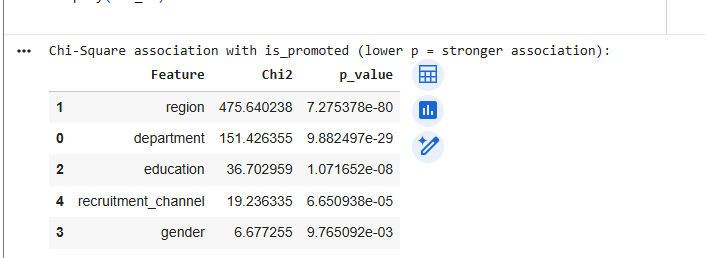 Chi-Square association with is_promoted (lower p = stronger association):
Feature Chi2 p_value
1 region 475.640238 7.275378e-80
0 department 151.426355 9.882497e-29
2 education 36.702959 1.071652e-08
4 recruitment_channel 19.236335 6.650938e-05
3 gender 6.677255 9.765092e-03